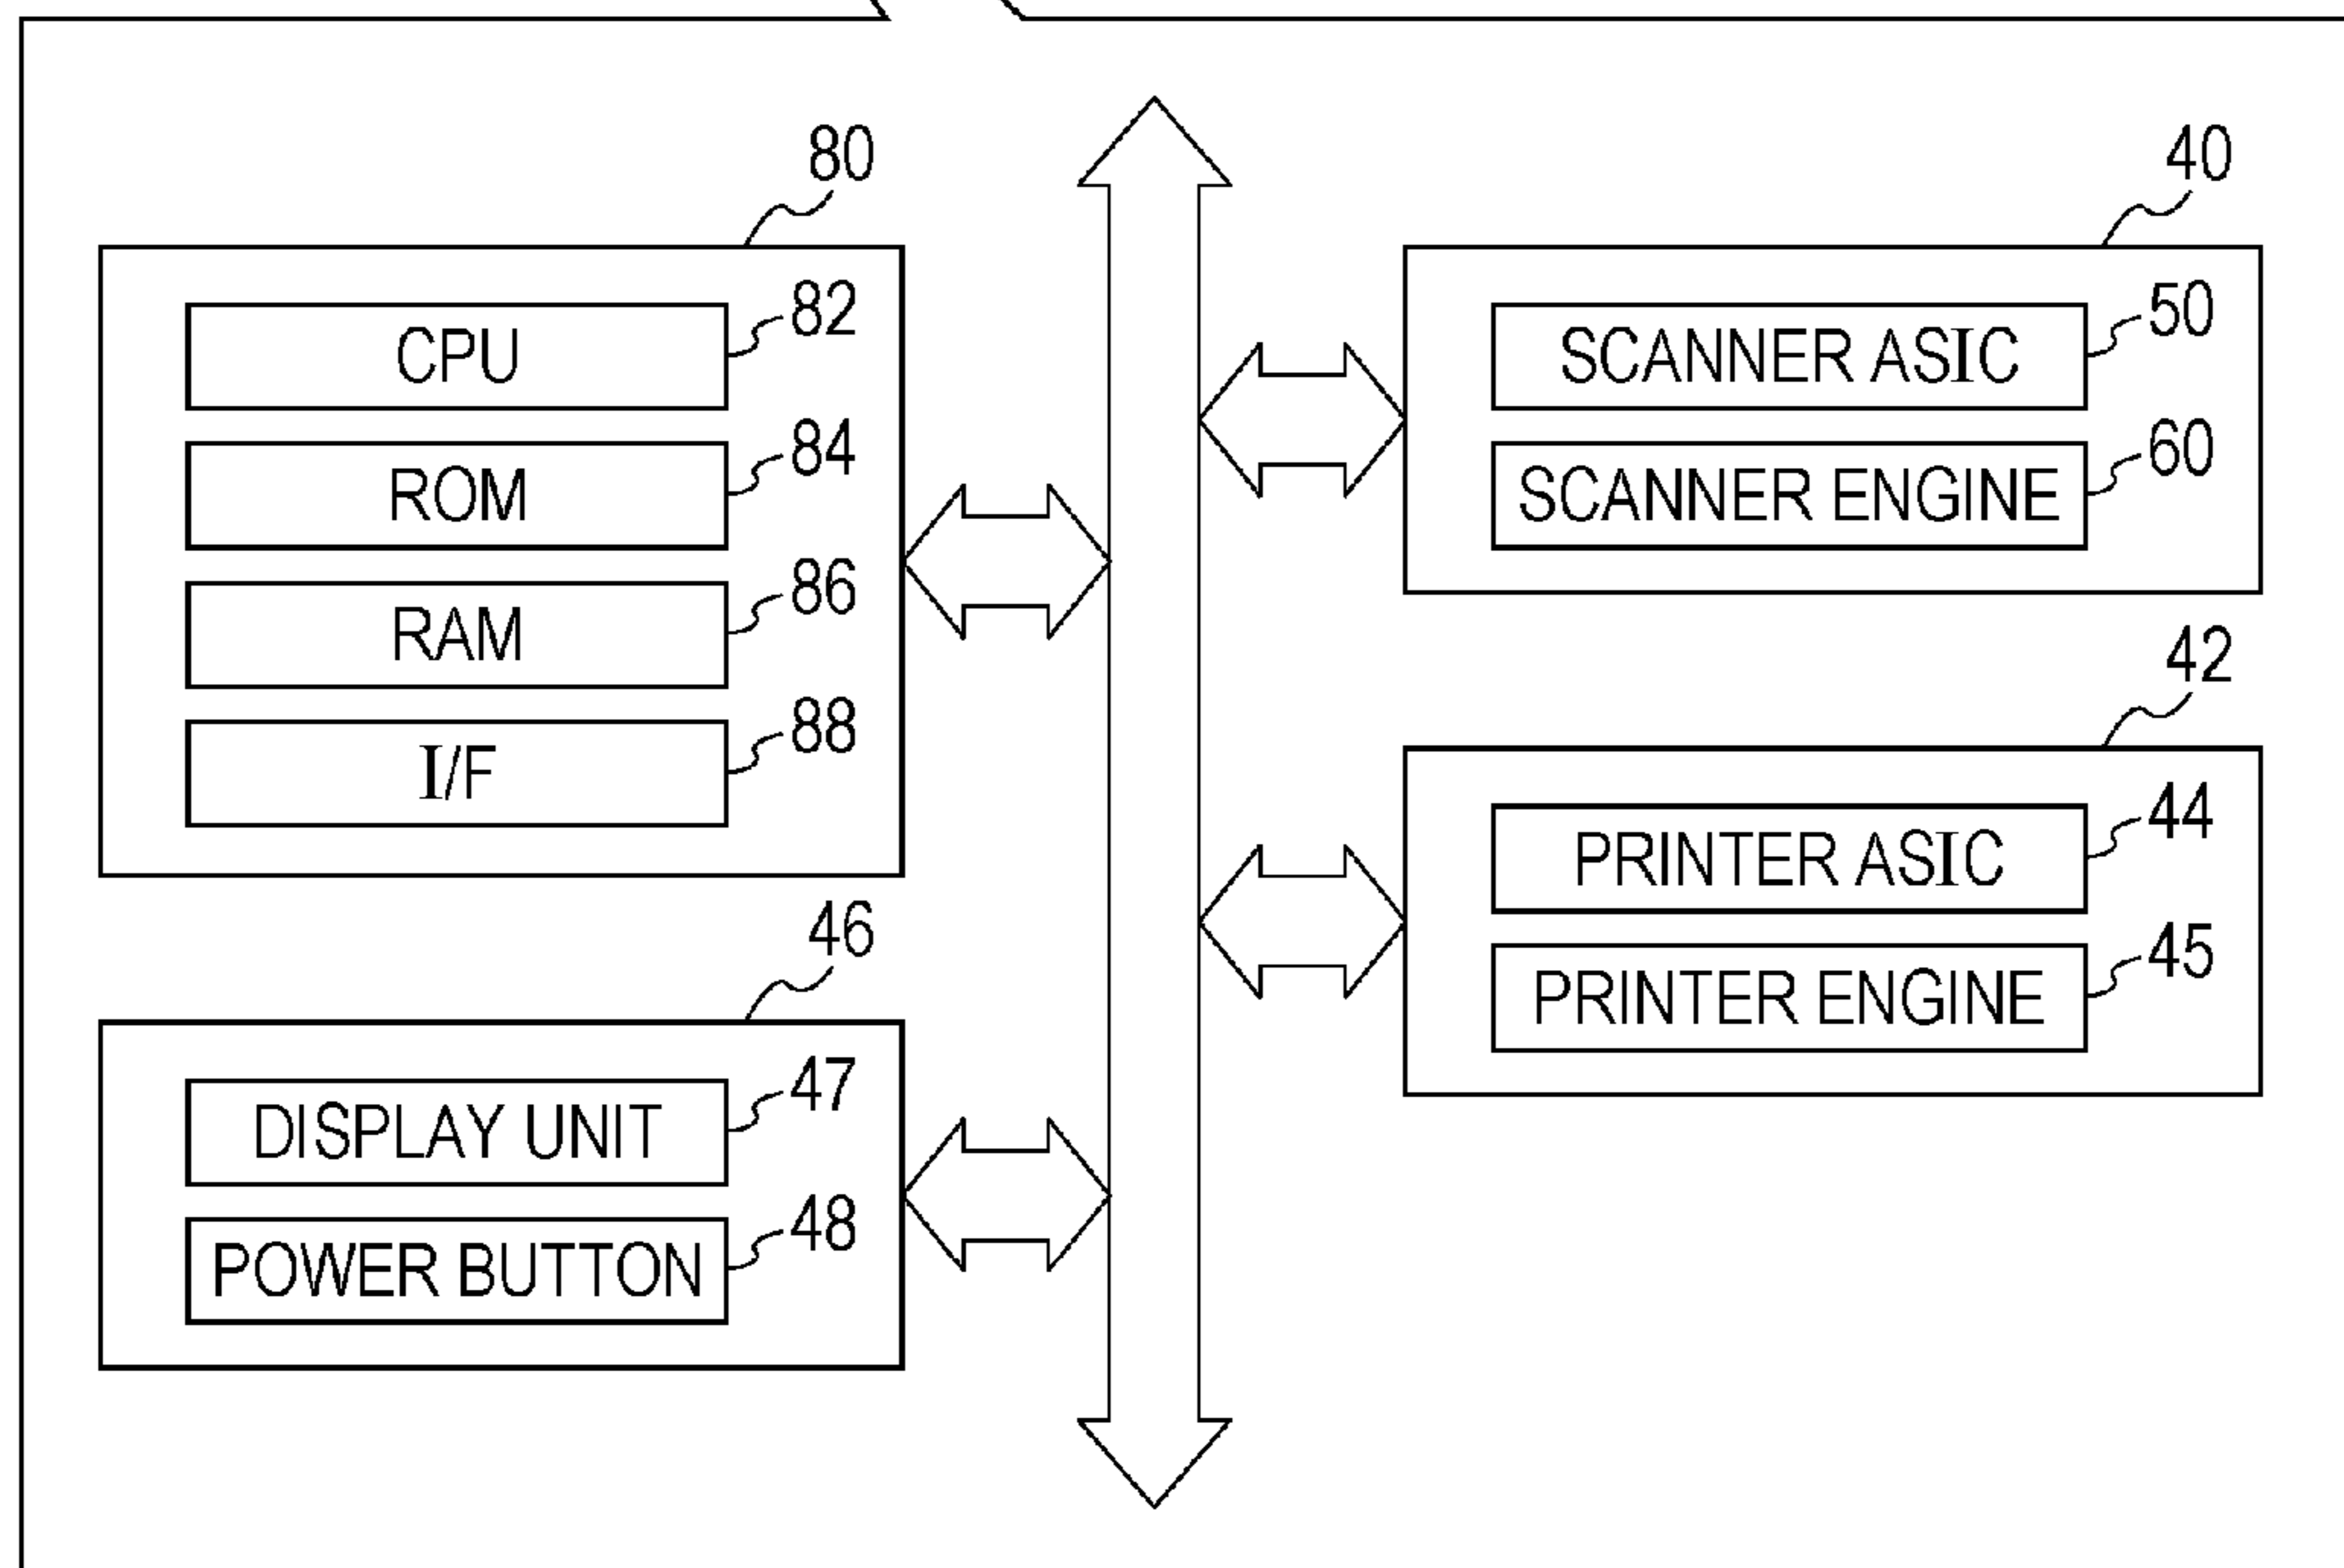 80
CPU 82
ROM 84
RAM 86
I/F 88
46
DISPLAY UNIT 47
POWER BUTTON 48
40
SCANNER ASIC 50
SCANNER ENGINE 60
42
PRINTER ASIC 44
PRINTER ENGINE 45